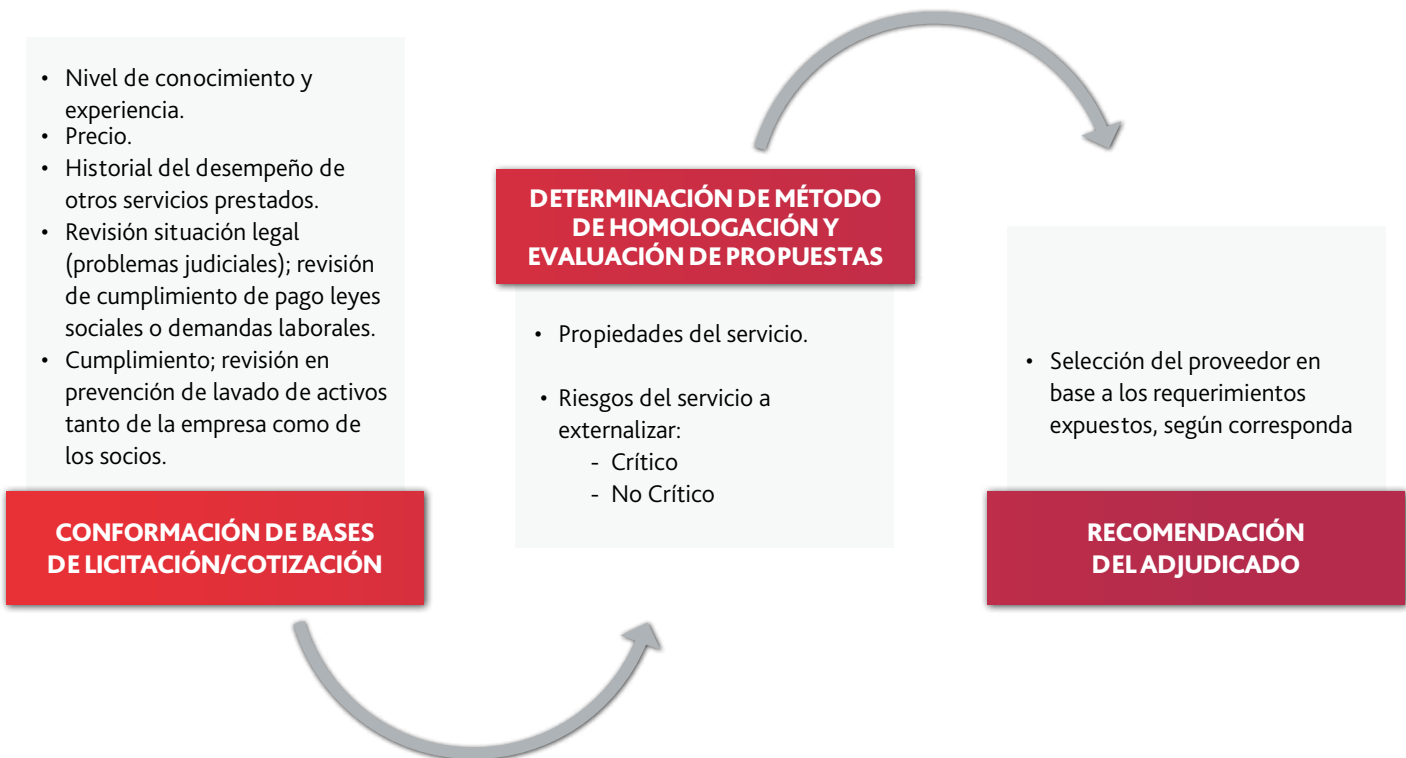 • Nivel de conocimiento y
experiencia.
• Precio.
• Historial del desempeño de
otros servicios prestados.
• Revisión situación legal
(problemas judiciales); revisión
de cumplimiento de pago leyes
sociales o demandas laborales.
• Cumplimiento; revisión en
prevención de lavado de activos
tanto de la empresa como de
los socios.
CONFORMACIÓN DE BASES
DE LICITACIÓN/COTIZACIÓN
DETERMINACIÓN DE MÉTODO
DE HOMOLOGACIÓN Y
EVALUACIÓN DE PROPUESTAS
• Propiedades del servicio.
• Riesgos del servicio a
externalizar:
- Crítico
- No Crítico
• Selección del proveedor en
base a los requerimientos
expuestos, según corresponda
RECOMENDACIÓN
DEL ADJUDICADO